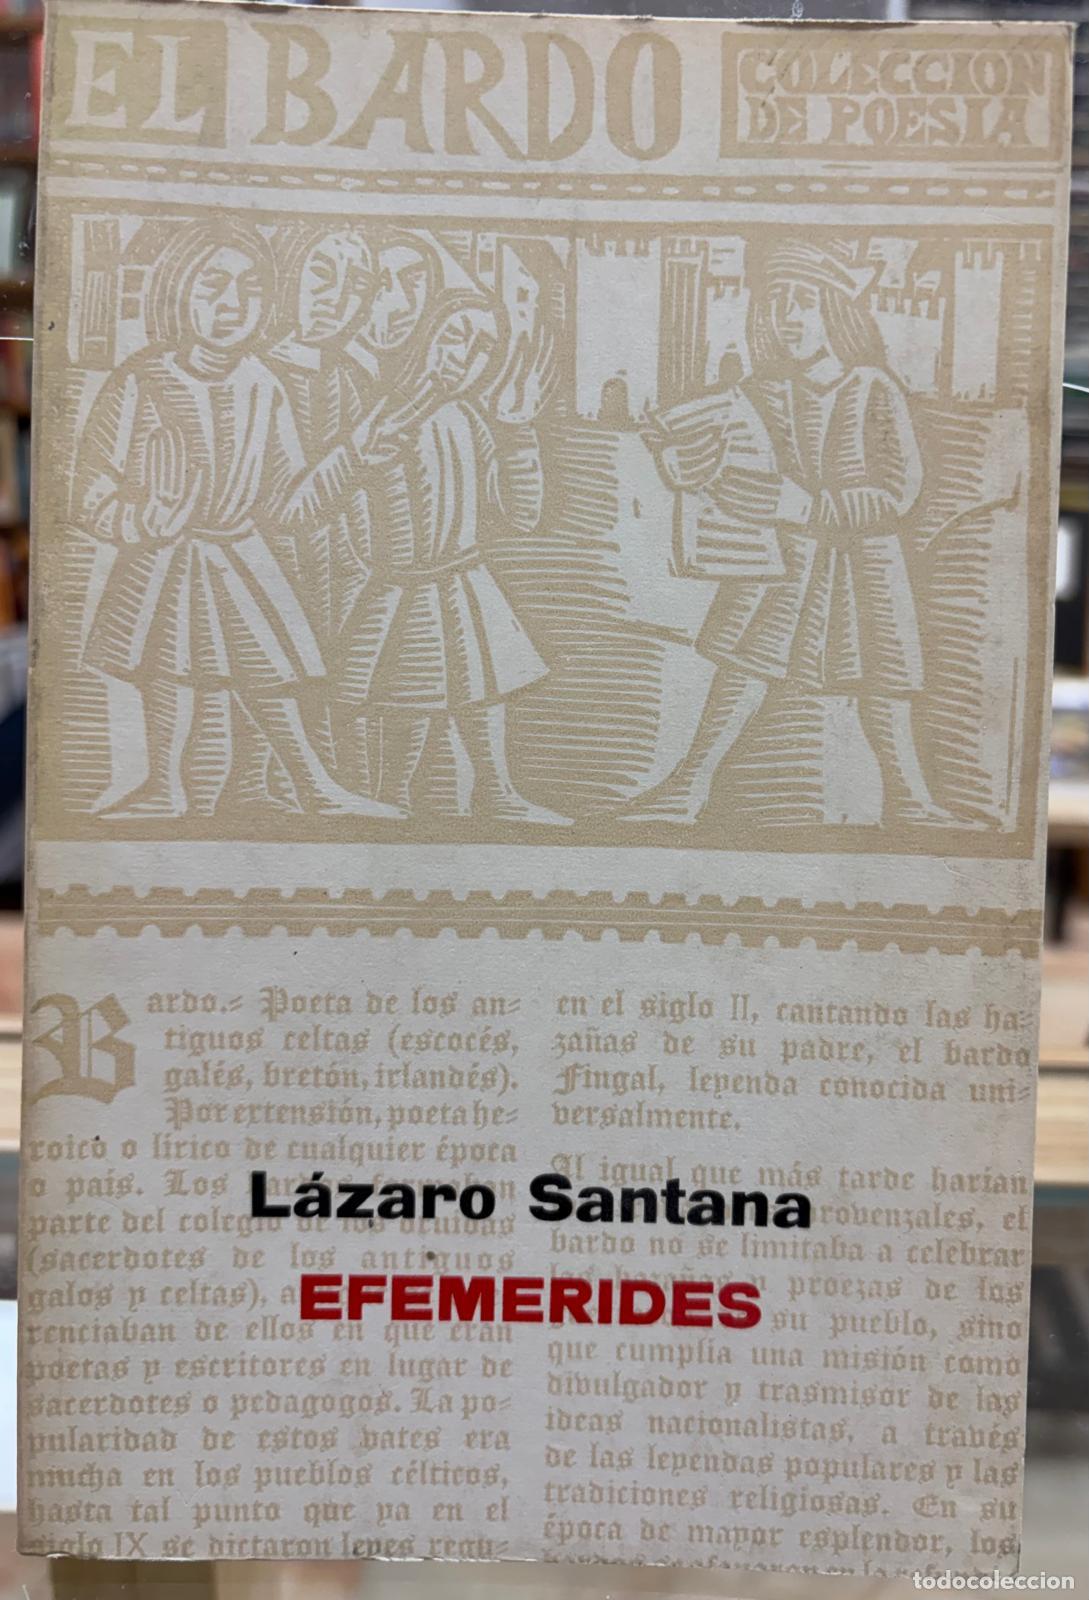 EL BARDO
COLECCION
DE POESIA
Bardo.= Poeta de los an=
tiguos celtas (escocés,
galés, bretón, irlandés).
Por extensión, poeta he=
roico o lírico de cualquier época
o país. Los
parte del colegio de los druidas
(sacerdotes de los antiguos
galos y celtas), a
renciaban de ellos en que eran
poetas y escritores en lugar de
sacerdotes o pedagogos. La po=
pularidad de estos vates era
mucha en los pueblos célticos,
hasta tal punto que ya en el
siglo IX se dictaron leyes regu=
en el siglo II, cantando las ha=
zañas de su padre, el bardo
Fingal, leyenda conocida uni=
versalmente.
Al igual que más tarde harían
provenzales, el
bardo no se limitaba a celebrar
las hazañas y proezas de los
su pueblo, sino
que cumplía una misión como
divulgador y trasmisor de las
ideas nacionalistas, a través
de las leyendas populares y las
tradiciones religiosas. En su
época de mayor esplendor, los
Lázaro Santana
EFEMERIDES
todocoleccion